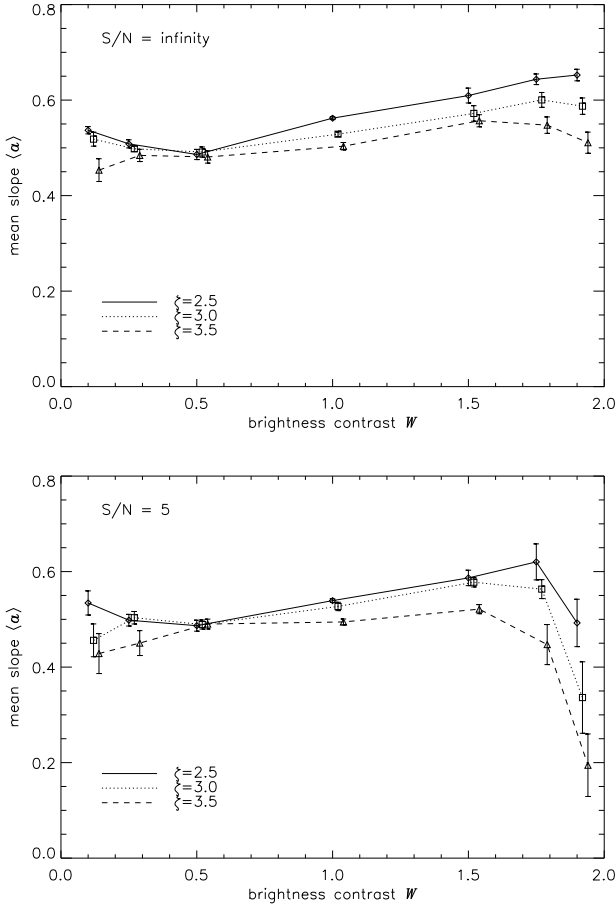 S/N = infinity
0.8
0.6
0.4
0.2
0.0
mean slope ⟨a⟩
ζ=2.5
ζ=3.0
ζ=3.5
0.0 0.5 1.0 1.5 2.0
brightness contrast W
S/N = 5
0.8
0.6
0.4
0.2
0.0
mean slope ⟨a⟩
ζ=2.5
ζ=3.0
ζ=3.5
0.0 0.5 1.0 1.5 2.0
brightness contrast W